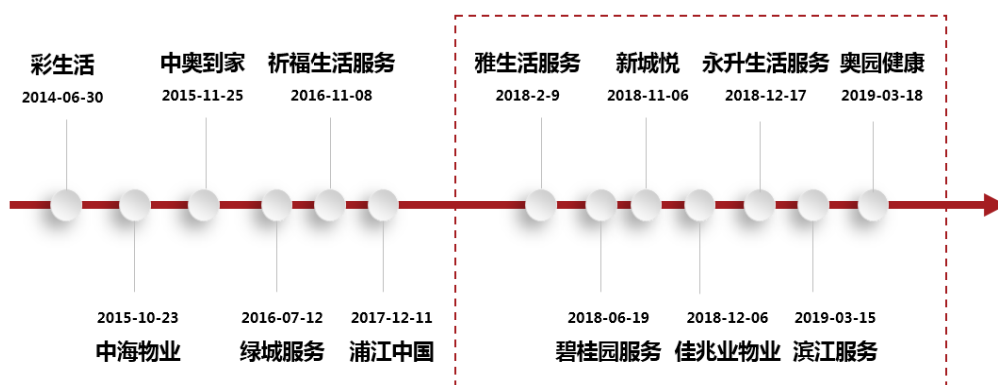 彩生活
2014-06-30
中奥到家
2015-11-25
祈福生活服务
2016-11-08
雅生活服务
2018-2-9
新城悦
2018-11-06
永升生活服务
2018-12-17
奥园健康
2019-03-18
2015-10-23
中海物业
2016-07-12
绿城服务
2017-12-11
浦江中国
2018-06-19
碧桂园服务
2018-12-06
佳兆业物业
2019-03-15
滨江服务